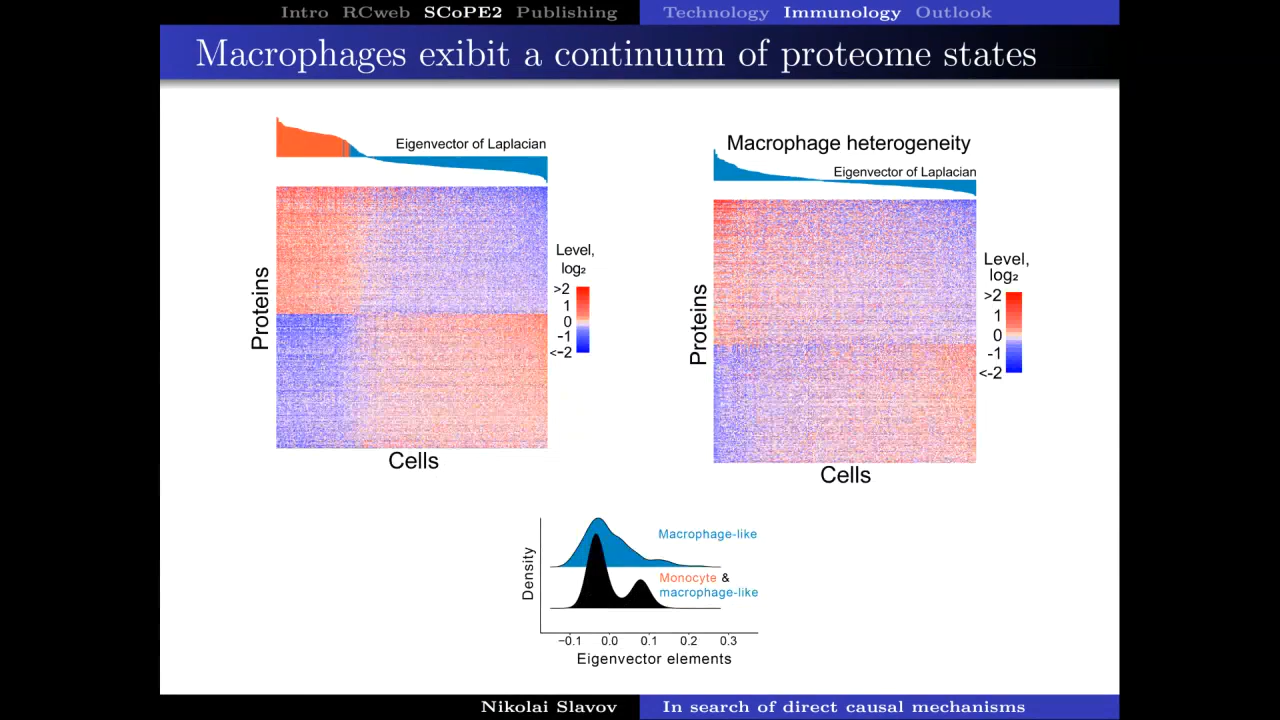 Intro RCweb SCoPE2 Publishing Technology Immunology Outlook
Macrophages exibit a continuum of proteome states
Eigenvector of Laplacian
Proteins
Cells
Level,
log₂
>2
1
0
-1
<-2
Macrophage heterogeneity
Eigenvector of Laplacian
Proteins
Cells
Level,
log₂
>2
1
0
-1
<-2
Density
Macrophage-like
Monocyte &
macrophage-like
−0.1 0.0 0.1 0.2 0.3
Eigenvector elements
Nikolai Slavov In search of direct causal mechanisms